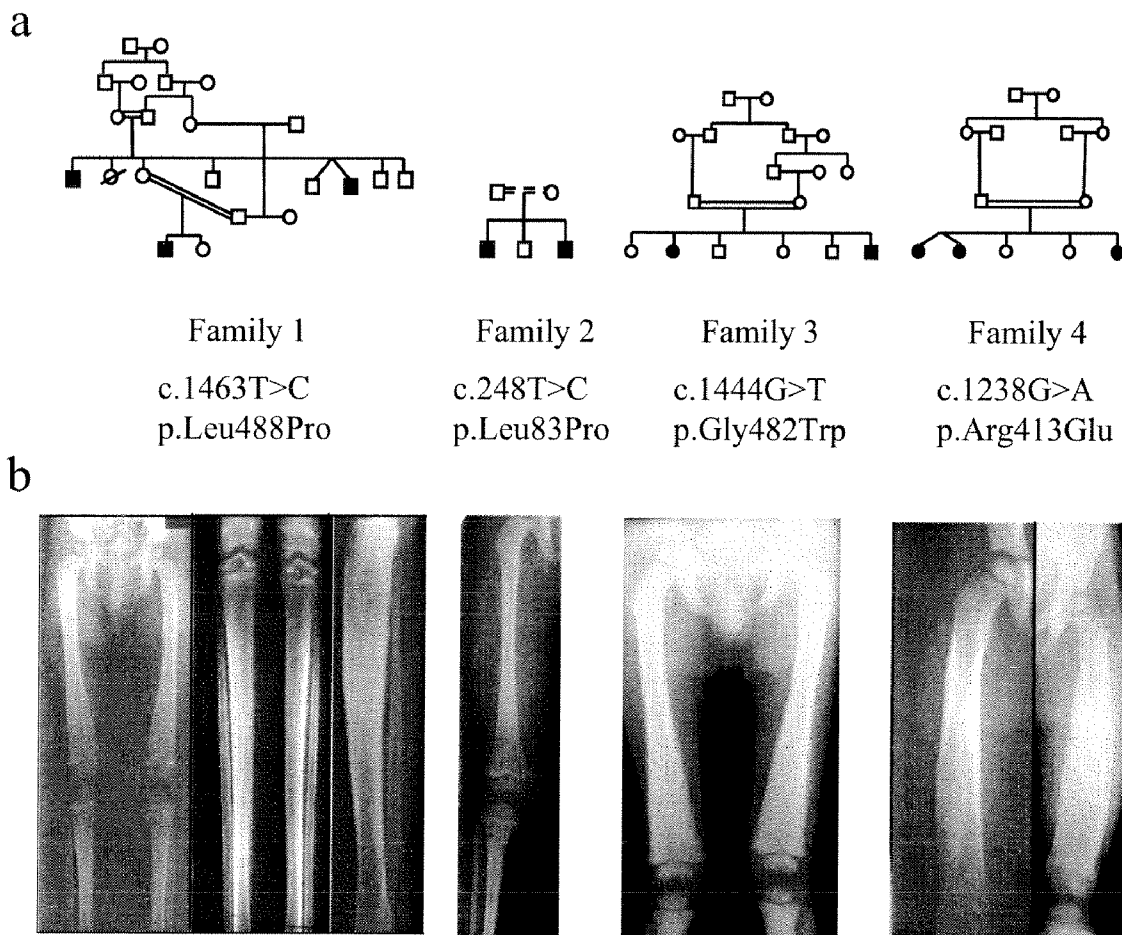 a
Family 1
Family 2
Family 3
Family 4
c.1463T>C
c.248T>C
c.1444G>T
c.1238G>A
p.Leu488Pro
p.Leu83Pro
p.Gly482Trp
p.Arg413Glu
b